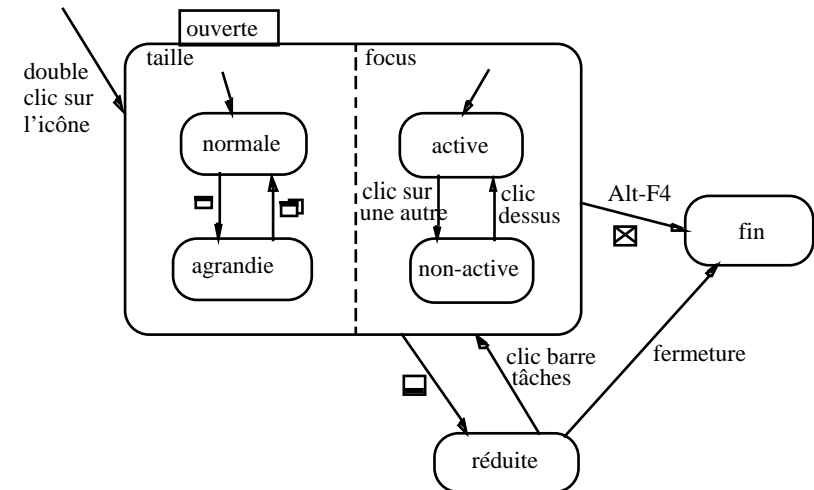 ouverte
taille
focus
double
clic sur
l'icône
normale
active
clic sur
une autre
clic
dessus
Alt-F4
fin
agrandie
non-active
clic barre
tâches
fermeture
réduite